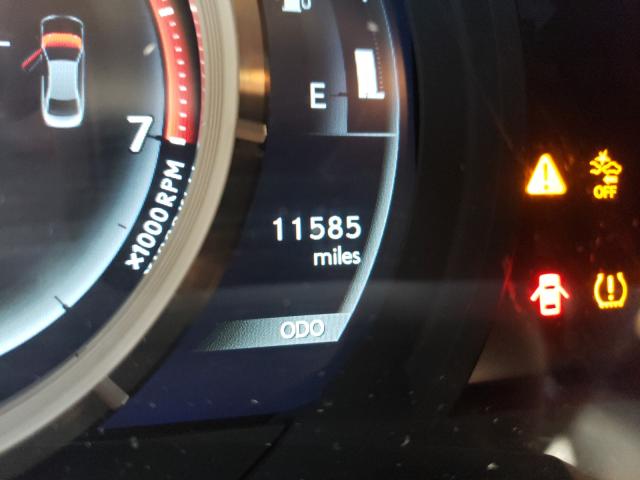 7
x1000 RPM
E
11585
miles
ODO
OFF